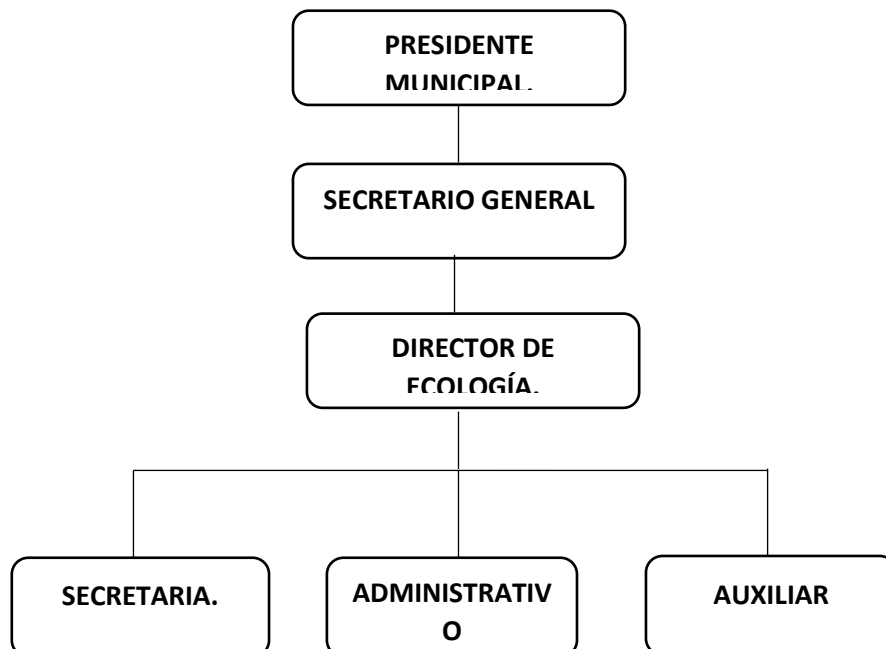 PRESIDENTE
MUNICIPAL.
SECRETARIO GENERAL
DIRECTOR DE
ECOLOGÍA.
SECRETARIA.
ADMINISTRATIV
O
AUXILIAR